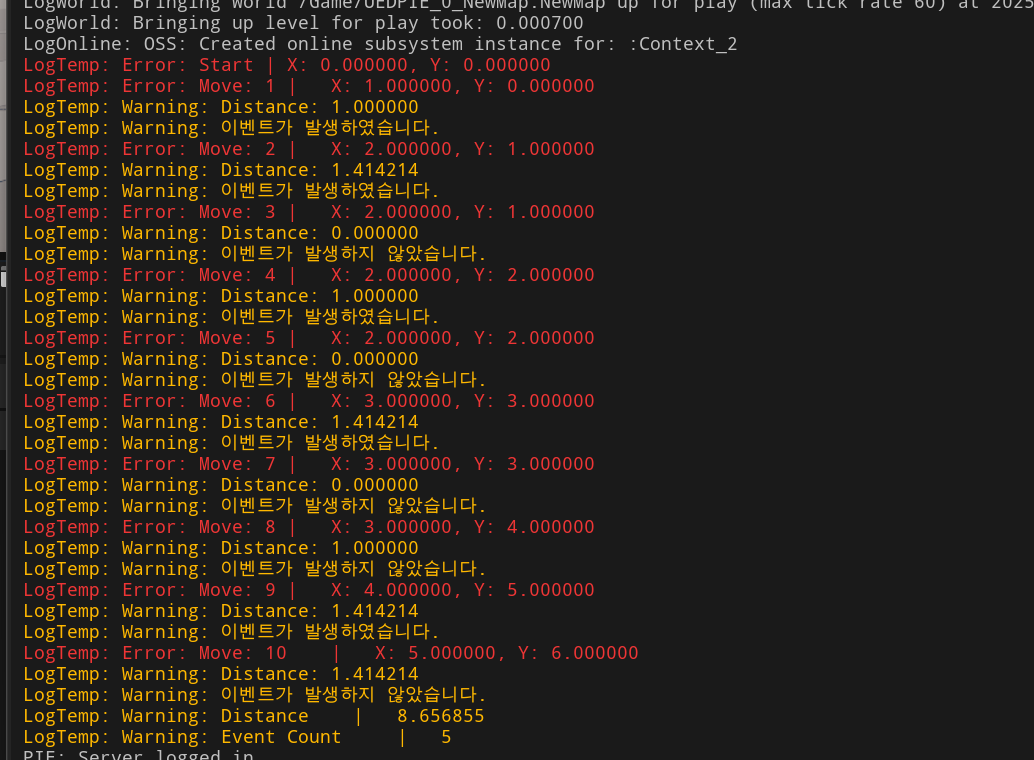 LogWorld: Bringing World /Game/UEDPIE_0_NewMap.NewMap up for play (max tick rate 60) at 2025
LogWorld: Bringing up level for play took: 0.000700
LogOnline: OSS: Created online subsystem instance for: :Context_2
LogTemp: Error: Start | X: 0.000000, Y: 0.000000
LogTemp: Error: Move: 1 |   X: 1.000000, Y: 0.000000
LogTemp: Warning: Distance: 1.000000
LogTemp: Warning: 이벤트가 발생하였습니다.
LogTemp: Error: Move: 2 |   X: 2.000000, Y: 1.000000
LogTemp: Warning: Distance: 1.414214
LogTemp: Warning: 이벤트가 발생하였습니다.
LogTemp: Error: Move: 3 |   X: 2.000000, Y: 1.000000
LogTemp: Warning: Distance: 0.000000
LogTemp: Warning: 이벤트가 발생하지 않았습니다.
LogTemp: Error: Move: 4 |   X: 2.000000, Y: 2.000000
LogTemp: Warning: Distance: 1.000000
LogTemp: Warning: 이벤트가 발생하였습니다.
LogTemp: Error: Move: 5 |   X: 2.000000, Y: 2.000000
LogTemp: Warning: Distance: 0.000000
LogTemp: Warning: 이벤트가 발생하지 않았습니다.
LogTemp: Error: Move: 6 |   X: 3.000000, Y: 3.000000
LogTemp: Warning: Distance: 1.414214
LogTemp: Warning: 이벤트가 발생하였습니다.
LogTemp: Error: Move: 7 |   X: 3.000000, Y: 3.000000
LogTemp: Warning: Distance: 0.000000
LogTemp: Warning: 이벤트가 발생하지 않았습니다.
LogTemp: Error: Move: 8 |   X: 3.000000, Y: 4.000000
LogTemp: Warning: Distance: 1.000000
LogTemp: Warning: 이벤트가 발생하지 않았습니다.
LogTemp: Error: Move: 9 |   X: 4.000000, Y: 5.000000
LogTemp: Warning: Distance: 1.414214
LogTemp: Warning: 이벤트가 발생하였습니다.
LogTemp: Error: Move: 10    |   X: 5.000000, Y: 6.000000
LogTemp: Warning: Distance: 1.414214
LogTemp: Warning: 이벤트가 발생하지 않았습니다.
LogTemp: Warning: Distance    |   8.656855
LogTemp: Warning: Event Count     |   5
PIE: Server logged in